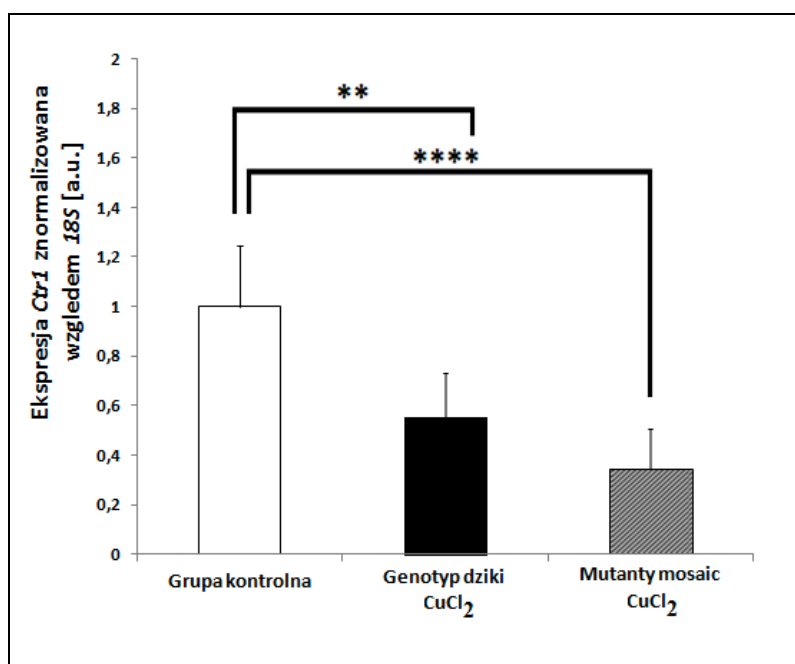 Ekspresja Ctr1 znormalizowana
względem 18S [a.u.]
2
1,8
1,6
1,4
1,2
1
0,8
0,6
0,4
0,2
0
**
****
Grupa kontrolna
Genotyp dziki
CuCl2
Mutanty mosaic
CuCl2